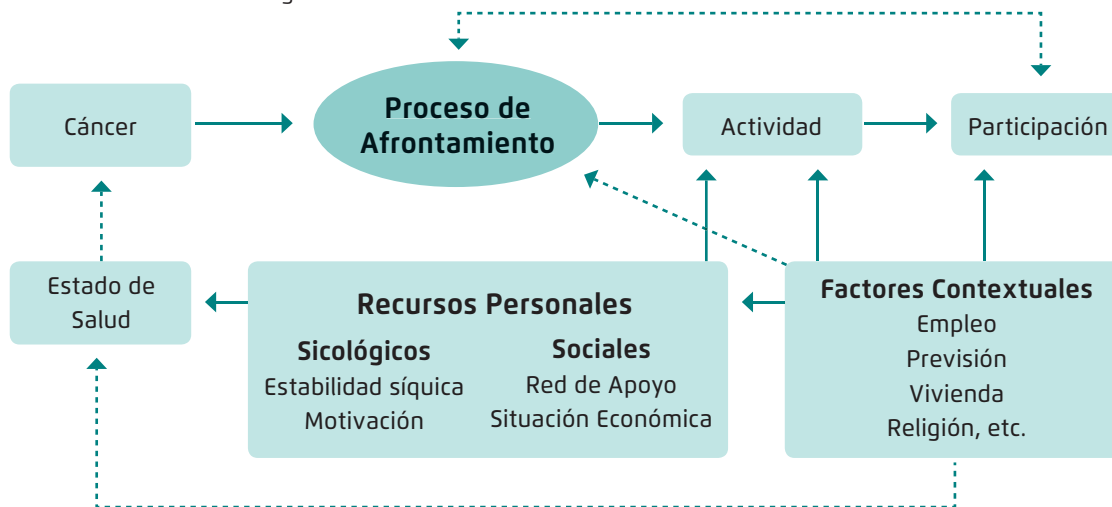 Cáncer
Proceso de
Afrontamiento
Actividad
Participación
Estado de
Salud
Recursos Personales
Sicológicos
Estabilidad síquica
Motivación
Sociales
Red de Apoyo
Situación Económica
Factores Contextuales
Empleo
Previsión
Vivienda
Religión, etc.